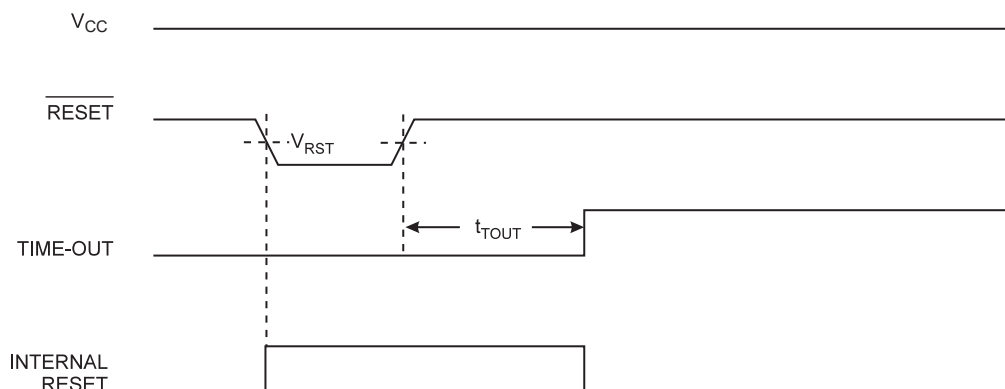 VCC
RESET
VRST
tTOUT
TIME-OUT
INTERNAL
RESET